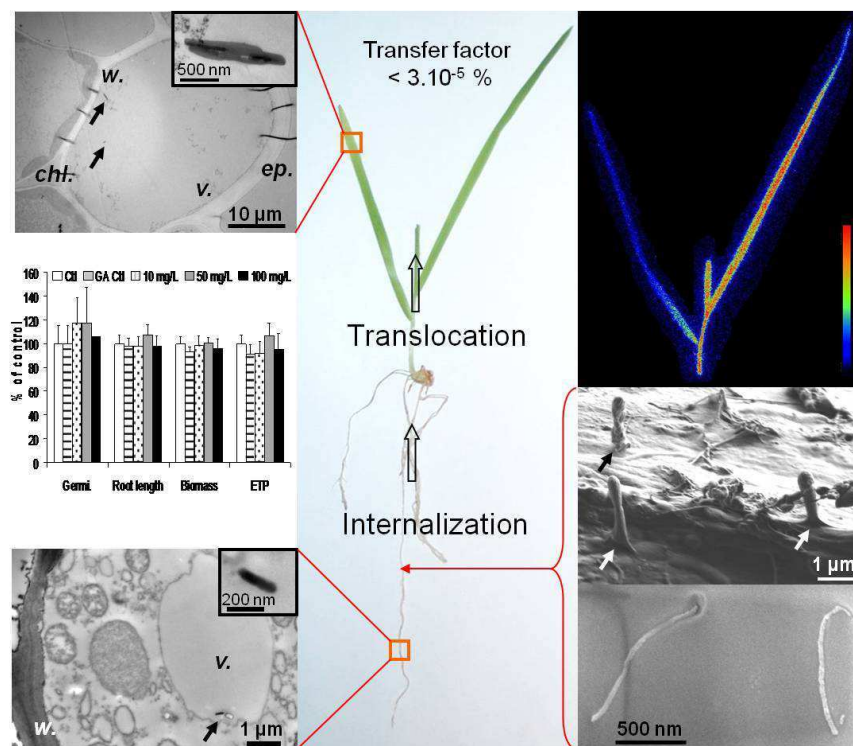 500 nm
w.
chl.
v.
ep.
10 µm
Transfer factor
< 3.10⁻⁵ %
160
140
120
100
80
60
40
20
0
% of control
Ctl GA Ctl 10 mg/L 50 mg/L 100 mg/L
Germi. Root length Biomass ETP
Translocation
Internalization
1 µm
500 nm
200 nm
v.
w.
1 µm